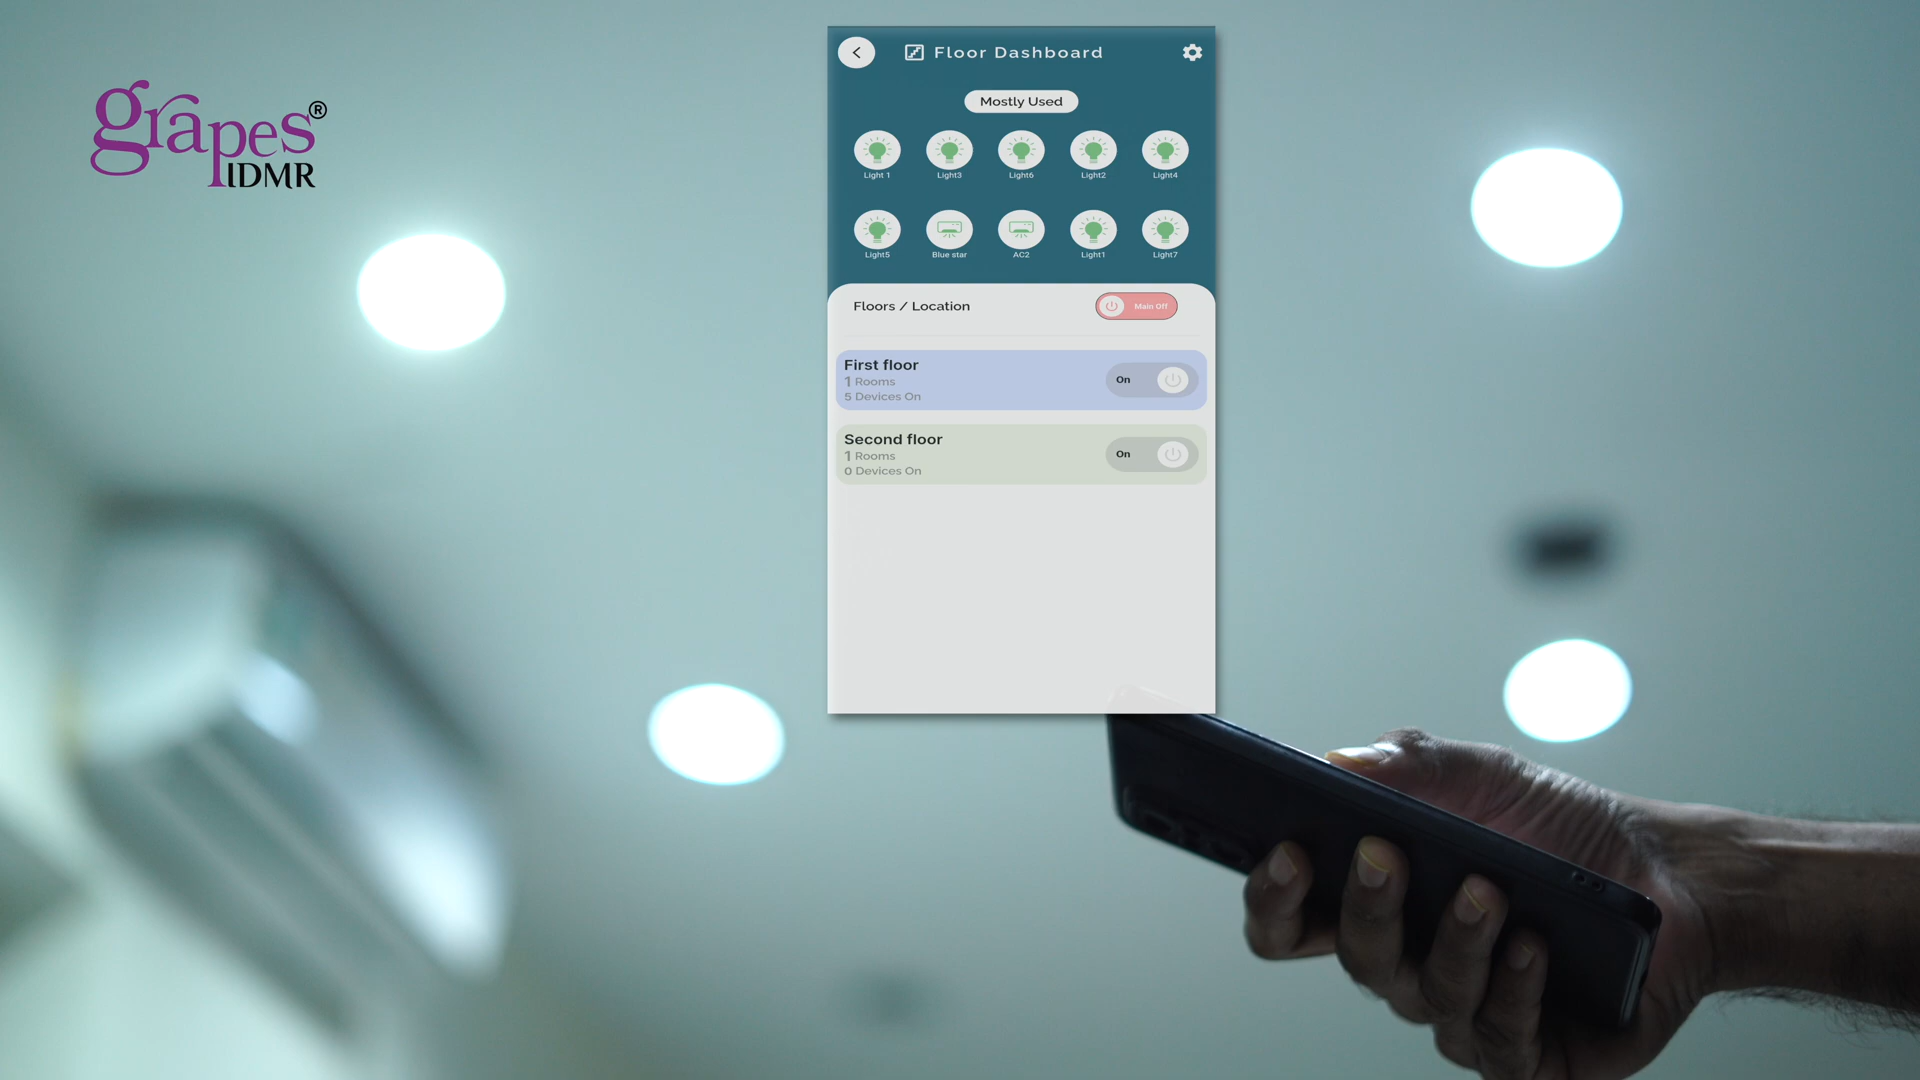 grapes®
IDMR
Floor Dashboard
Mostly Used
Light 1
Light3
Light6
Light2
Light4
Light5
Blue star
AC2
Light1
Light7
Floors / Location
Main Off
First floor
1 Rooms
5 Devices On
On
Second floor
1 Rooms
0 Devices On
On